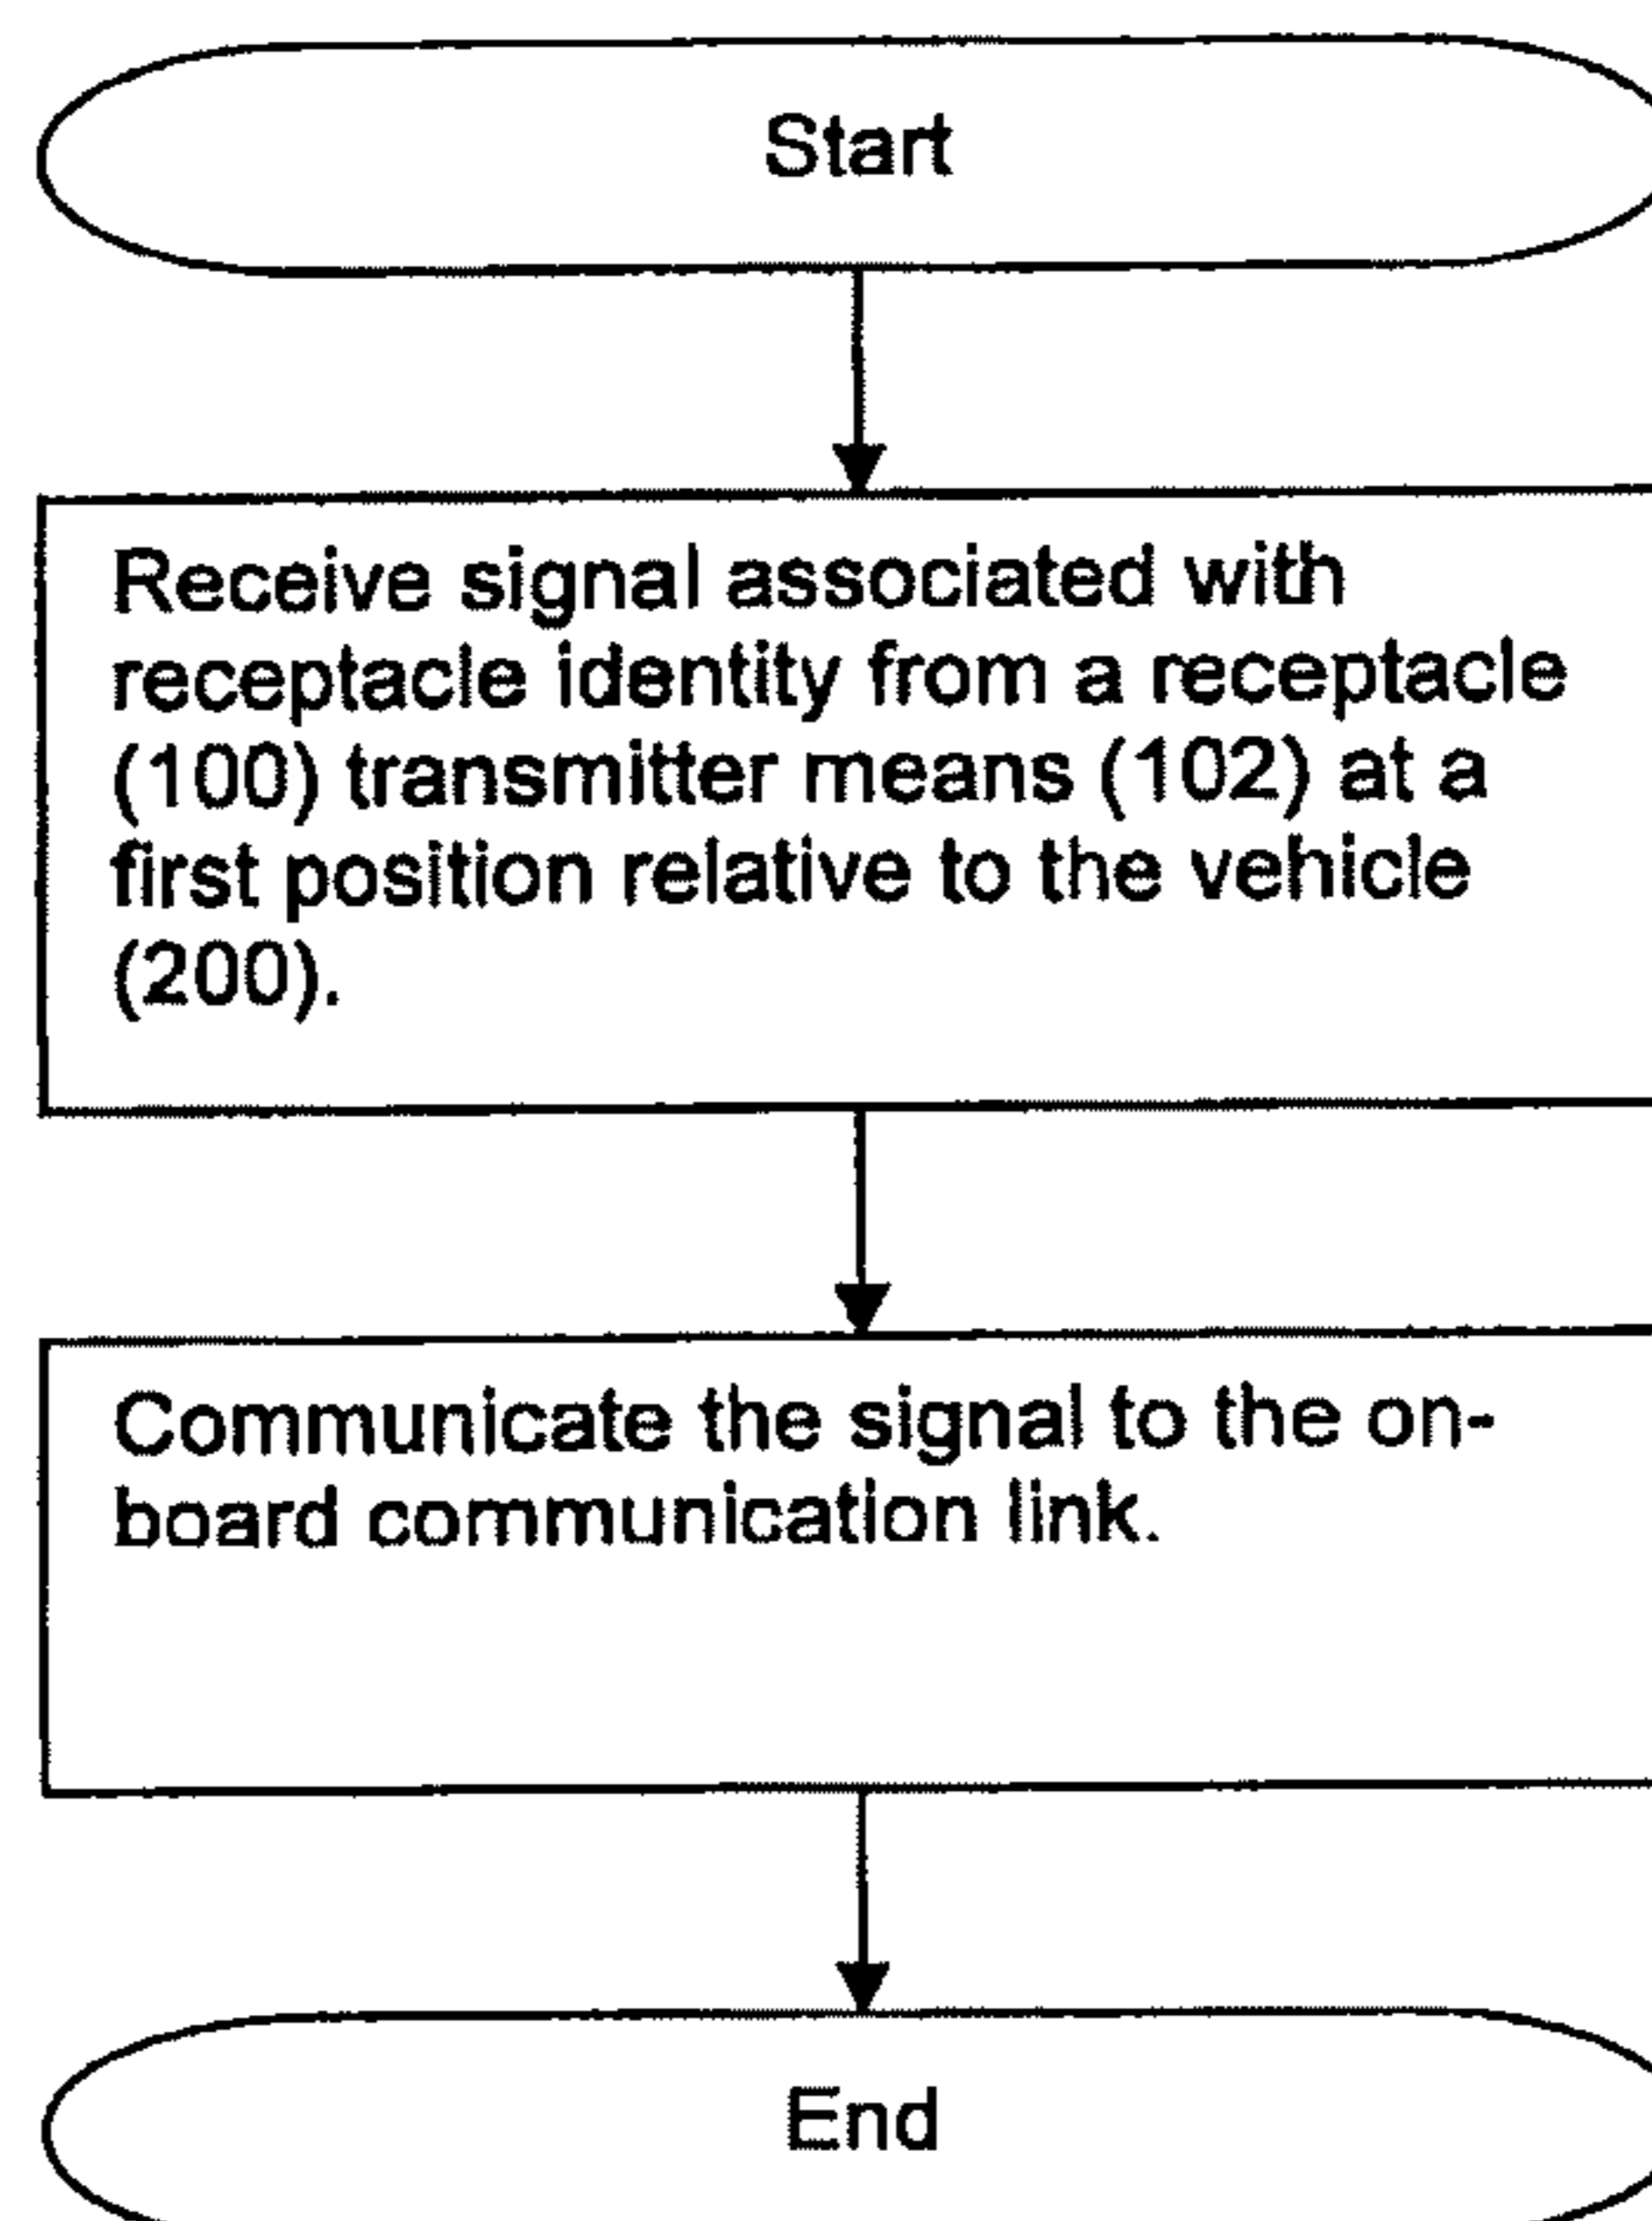 Start
Receive signal associated with
receptacle identity from a receptacle
(100) transmitter means (102) at a
first position relative to the vehicle
(200).
Communicate the signal to the on-
board communication link.
End